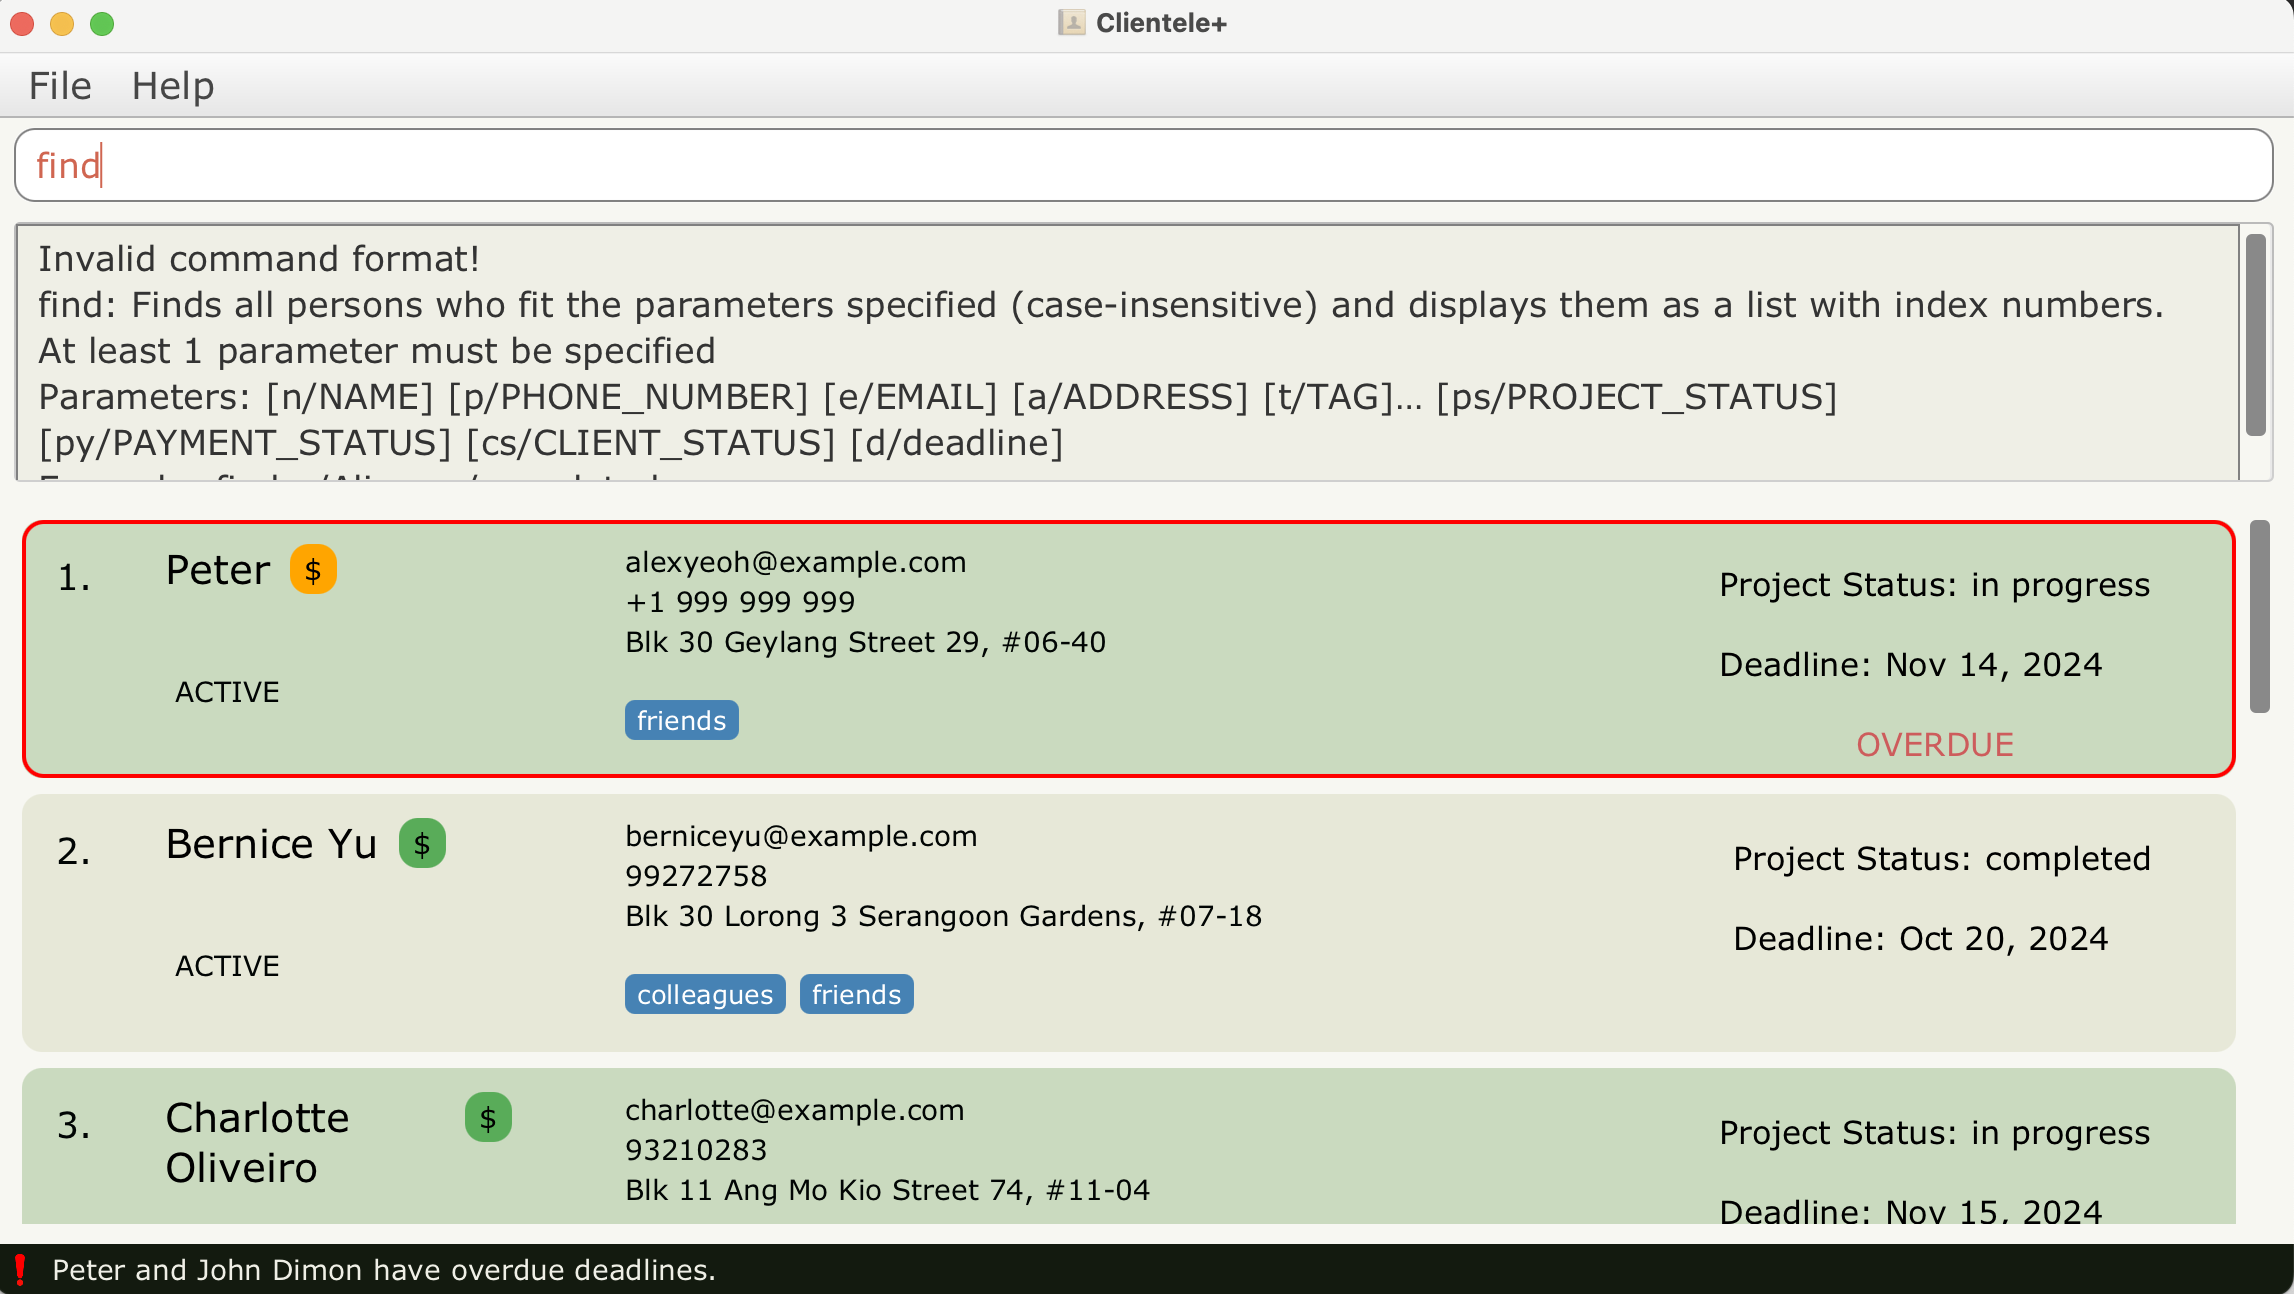 Clientele+
File Help
find
Invalid command format!
find: Finds all persons who fit the parameters specified (case-insensitive) and displays them as a list with index numbers.
At least 1 parameter must be specified
Parameters: [n/NAME] [p/PHONE_NUMBER] [e/EMAIL] [a/ADDRESS] [t/TAG]... [ps/PROJECT_STATUS]
[py/PAYMENT_STATUS] [cs/CLIENT_STATUS] [d/deadline]
1.
Peter $
ACTIVE
alexyeoh@example.com
+1 999 999 999
Blk 30 Geylang Street 29, #06-40
friends
Project Status: in progress
Deadline: Nov 14, 2024
OVERDUE
2.
Bernice Yu $
ACTIVE
berniceyu@example.com
99272758
Blk 30 Lorong 3 Serangoon Gardens, #07-18
colleagues friends
Project Status: completed
Deadline: Oct 20, 2024
3.
Charlotte $
Oliveiro
charlotte@example.com
93210283
Blk 11 Ang Mo Kio Street 74, #11-04
Project Status: in progress
Deadline: Nov 15, 2024
Peter and John Dimon have overdue deadlines.